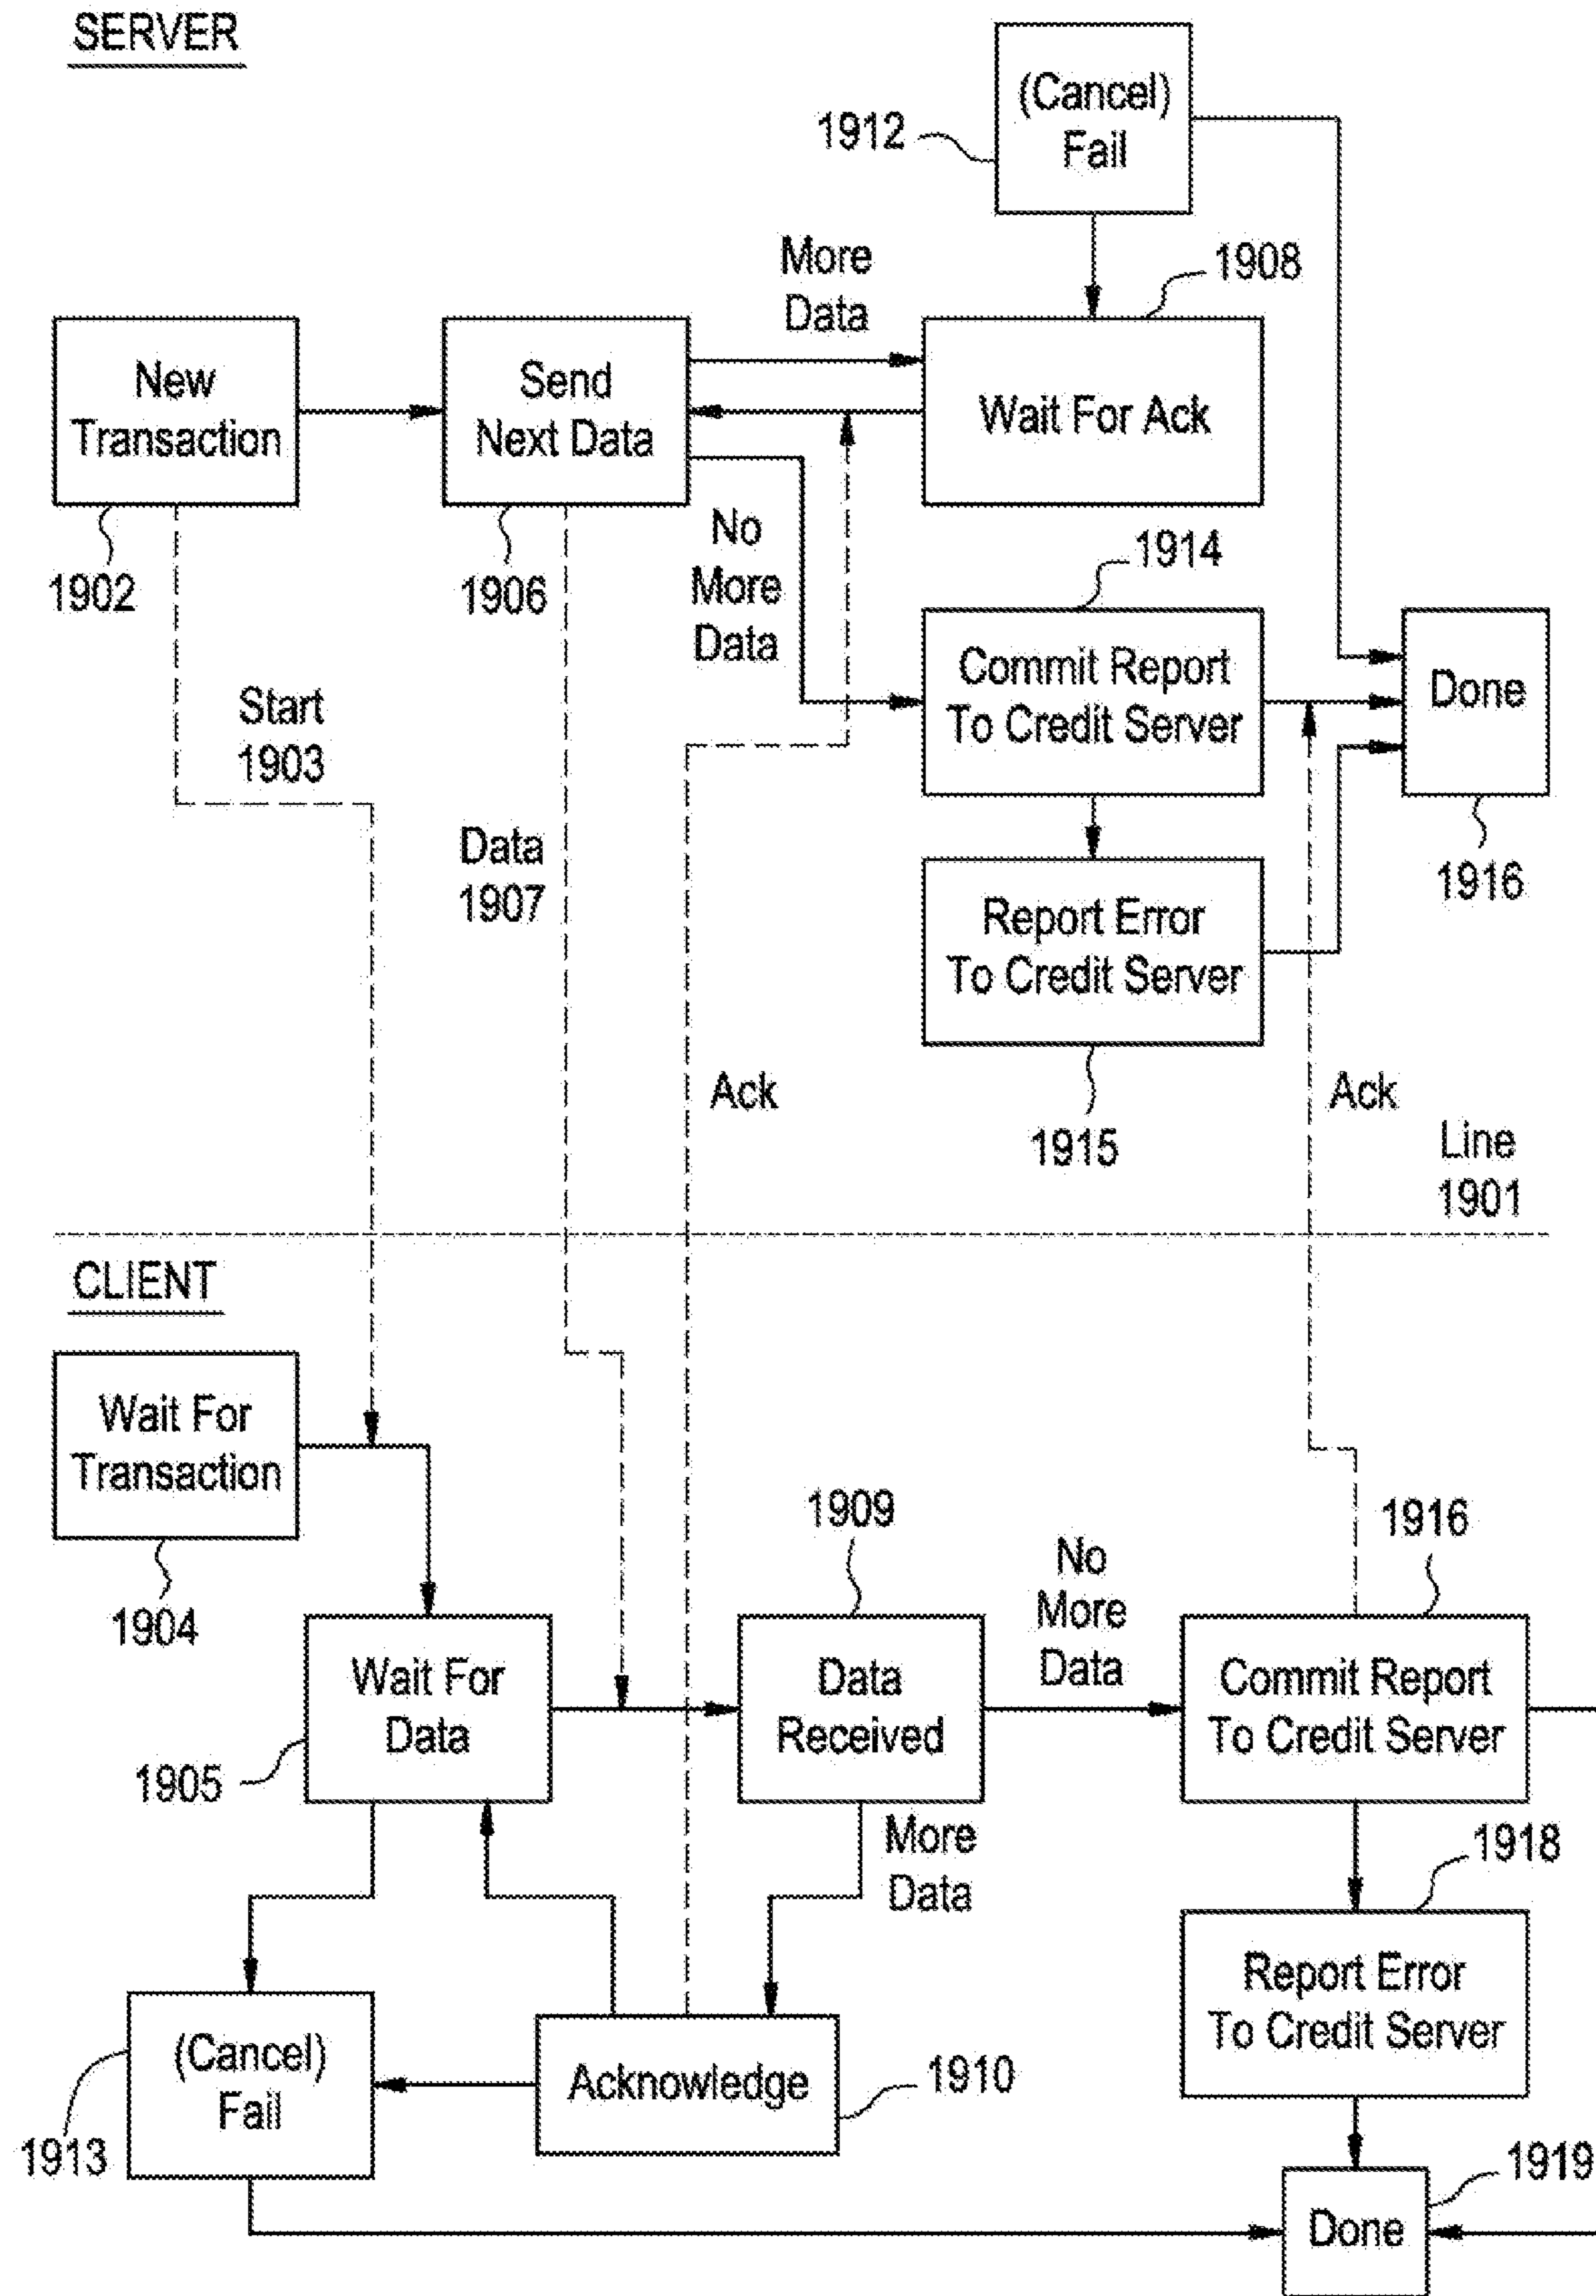 SERVER
(Cancel)
Fail
1912
More
Data
1908
New
Transaction
Send
Next Data
Wait For Ack
1902
1906
No
More
Data
1914
Start
1903
Commit Report
To Credit Server
Done
1916
Data
1907
Report Error
To Credit Server
1915
Ack
Ack
Line
1901
CLIENT
Wait For
Transaction
1904
1909
No
More
Data
1916
Wait For
Data
1905
Data
Received
Commit Report
To Credit Server
More
Data
1918
Report Error
To Credit Server
(Cancel)
Fail
1913
Acknowledge
1910
1919
Done